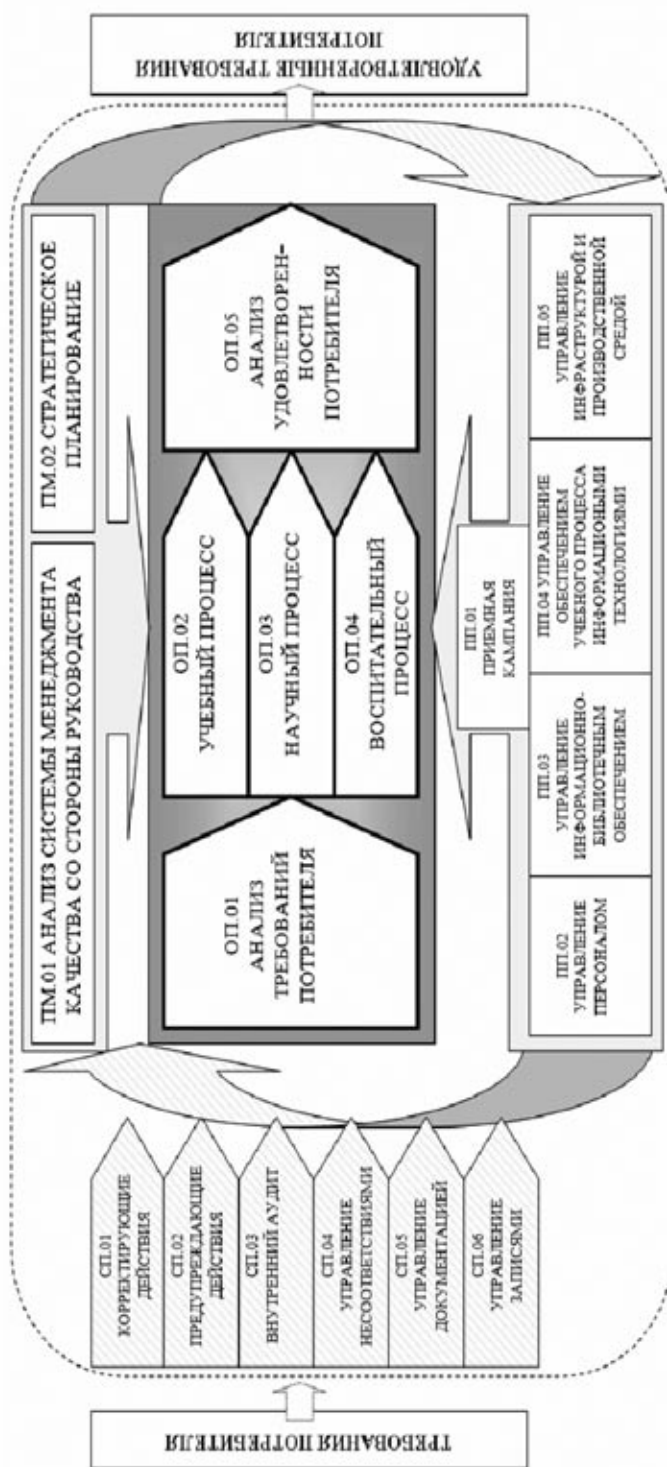 ТРЕБОВАНИЯ ПОТРЕБИТЕЛЯ
СП.01
КОРРЕКТИРУЮЩИЕ
ДЕЙСТВИЯ
СП.02
ПРЕДУПРЕЖДАЮЩИЕ
ДЕЙСТВИЯ
СП.03
ВНУТРЕННИЙ АУДИТ
СП.04
УПРАВЛЕНИЕ
НЕСООТВЕТСТВИЯМИ
СП.05
УПРАВЛЕНИЕ
ДОКУМЕНТАЦИЕЙ
СП.06
УПРАВЛЕНИЕ
ЗАПИСЯМИ
ПМ.01 АНАЛИЗ СИСТЕМЫ МЕНЕДЖМЕНТА
КАЧЕСТВА СО СТОРОНЫ РУКОВОДСТВА
ПМ.02 СТРАТЕГИЧЕСКОЕ
ПЛАНИРОВАНИЕ
ОП.01
АНАЛИЗ
ТРЕБОВАНИЙ
ПОТРЕБИТЕЛЯ
ОП.02
УЧЕБНЫЙ ПРОЦЕСС
ОП.03
НАУЧНЫЙ ПРОЦЕСС
ОП.04
ВОСПИТАТЕЛЬНЫЙ
ПРОЦЕСС
ОП.05
АНАЛИЗ
УДОВЛЕТВОРЕН-
НОСТИ
ПОТРЕБИТЕЛЯ
ПП.01
ПРИЕМНАЯ
КАМПАНИЯ
ПП.02
УПРАВЛЕНИЕ
ПЕРСОНАЛОМ
ПП.03
УПРАВЛЕНИЕ
ИНФОРМАЦИОННО-
БИБЛИОТЕЧНЫМ
ОБЕСПЕЧЕНИЕМ
ПП.04 УПРАВЛЕНИЕ
ОБЕСПЕЧЕНИЕМ
УЧЕБНОГО ПРОЦЕССА
ИНФОРМАЦИОНЫМИ
ТЕХНОЛОГИЯМИ
ПП.05
УПРАВЛЕНИЕ
ИНФРАСТРУКТУРОЙ И
ПРОИЗВОДСТВЕННОЙ
СРЕДОЙ
УДОВЛЕТВОРЕННЫЕ ТРЕБОВАНИЯ
ПОТРЕБИТЕЛЯ